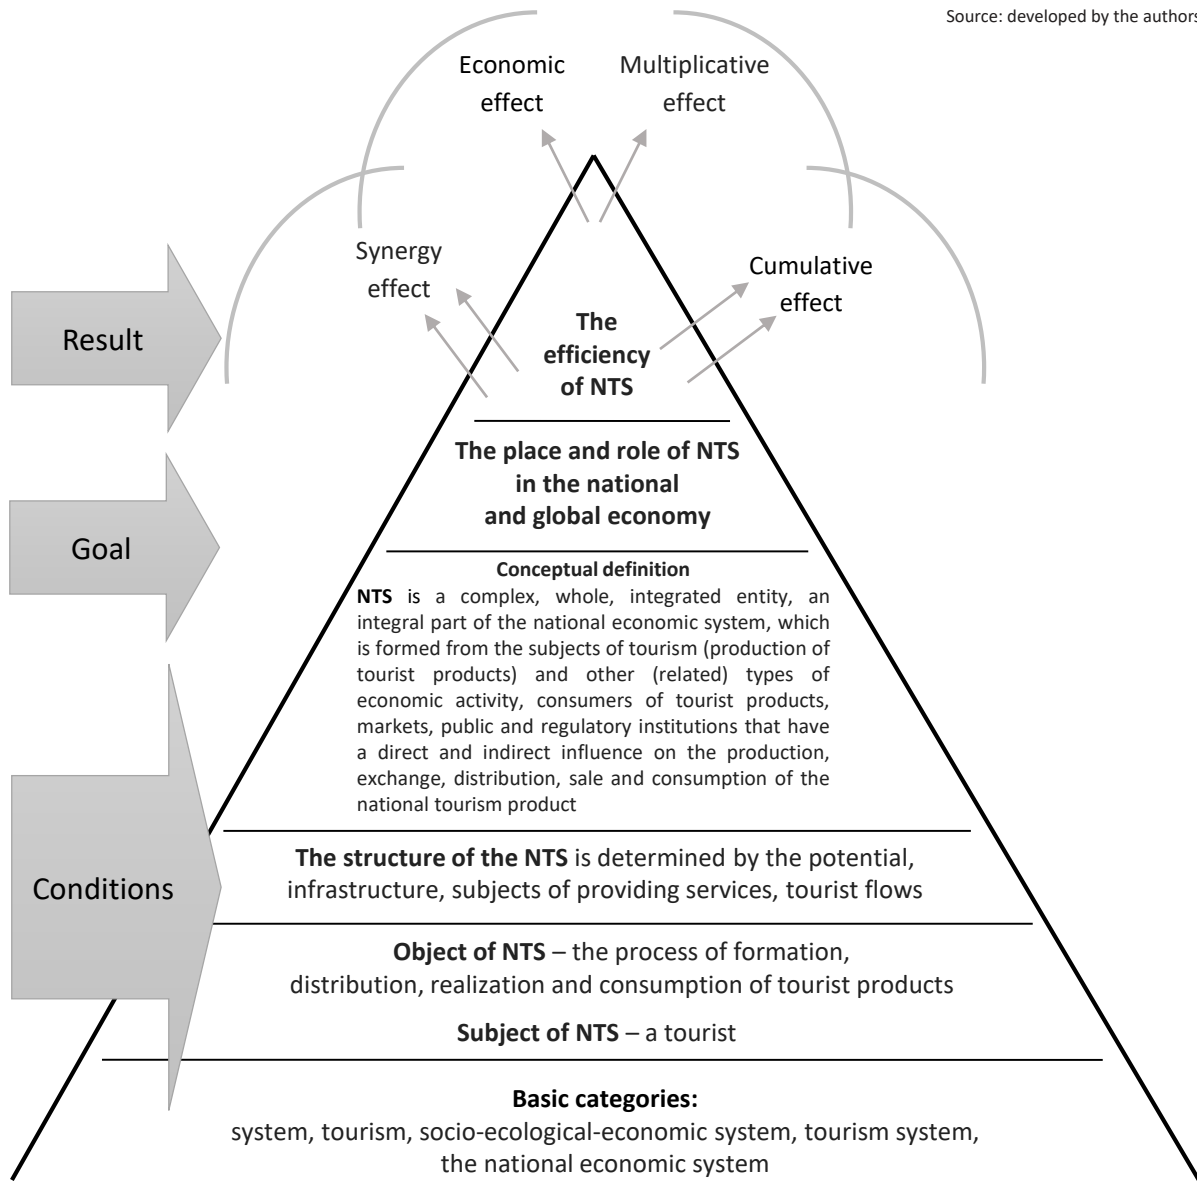 Source: developed by the authors
Economic
effect
Multiplicative
effect
Synergy
effect
Cumulative
effect
Result
The
efficiency
of NTS
The place and role of NTS
in the national
and global economy
Goal
Conceptual definition
NTS is a complex, whole, integrated entity, an
integral part of the national economic system, which
is formed from the subjects of tourism (production of
tourist products) and other (related) types of
economic activity, consumers of tourist products,
markets, public and regulatory institutions that have
a direct and indirect influence on the production,
exchange, distribution, sale and consumption of the
national tourism product
Conditions
The structure of the NTS is determined by the potential,
infrastructure, subjects of providing services, tourist flows
Object of NTS – the process of formation,
distribution, realization and consumption of tourist products
Subject of NTS – a tourist
Basic categories:
system, tourism, socio-ecological-economic system, tourism system,
the national economic system